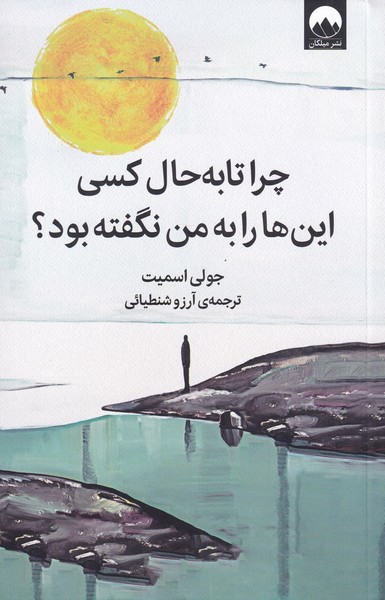 نشر میلکان
چرا تا به حال کسی
این‌ها را به من نگفته بود؟
جولی اسمیت
ترجمه‌ی آرزو شنطیائی